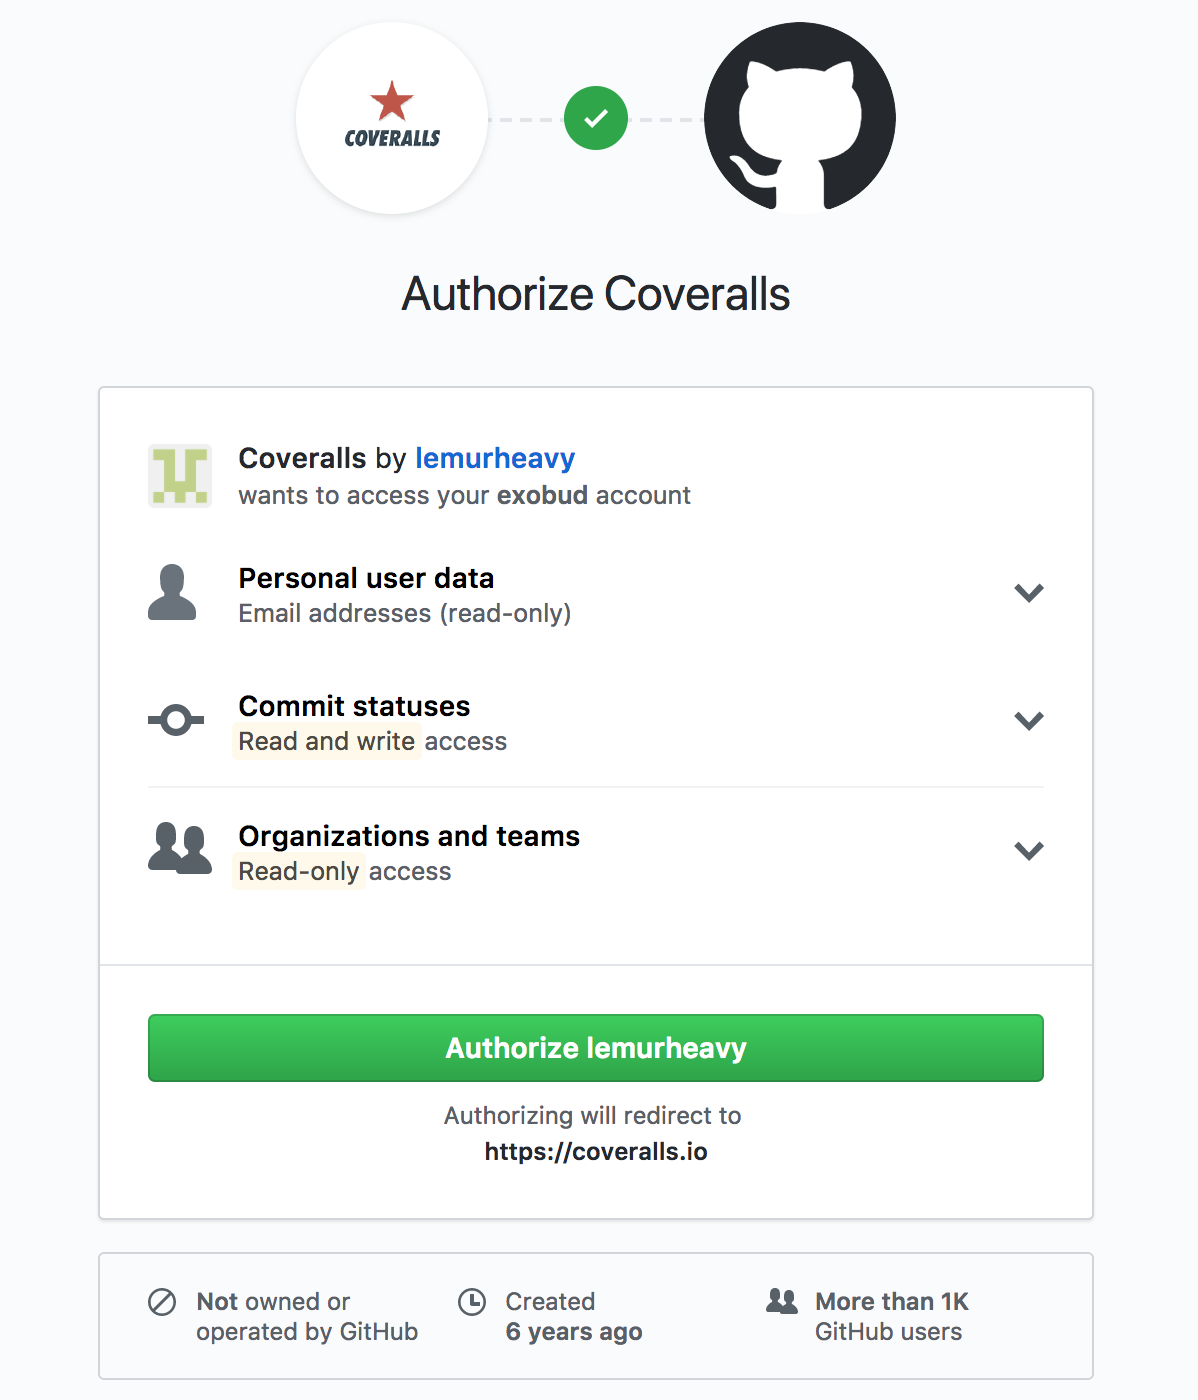 COVERALLS
Authorize Coveralls
Coveralls by lemurheavy
wants to access your exobud account
Personal user data
Email addresses (read-only)
Commit statuses
Read and write access
Organizations and teams
Read-only access
Authorize lemurheavy
Authorizing will redirect to
https://coveralls.io
Not owned or
operated by GitHub
Created
6 years ago
More than 1K
GitHub users